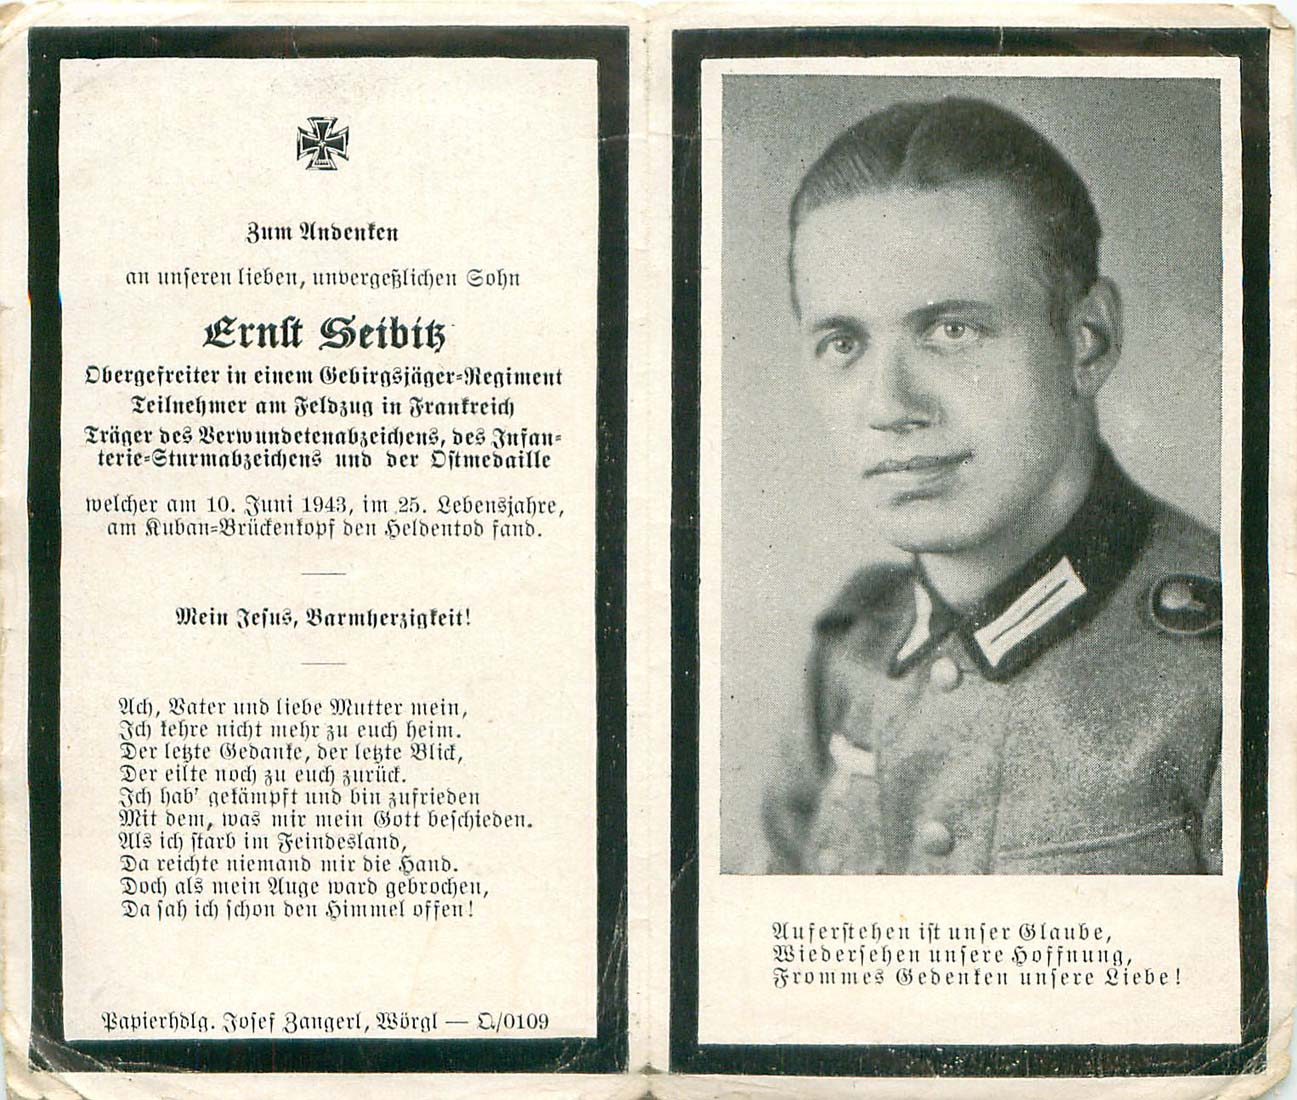 Zum Andenken
an unseren lieben, unvergeßlichen Sohn
Ernst Seibitz
Obergefreiter in einem Gebirgsjäger-Regiment
Teilnehmer am Feldzug in Frankreich
Träger des Verwundetenabzeichens, des Infan-
terie-Sturmabzeichens und der Ostmedaille
welcher am 10. Juni 1943, im 25. Lebensjahre,
am Kuban-Brückenkopf den Heldentod fand.
Mein Jesus, Barmherzigkeit!
Ach, Vater und liebe Mutter mein,
Ich kehre nicht mehr zu euch heim.
Der letzte Gedanke, der letzte Blick,
Der eilte noch zu euch zurück.
Ich hab' gekämpft und bin zufrieden
Mit dem, was mir mein Gott beschieden.
Als ich starb im Feindesland,
Da reichte niemand mir die Hand.
Doch als mein Auge ward gebrochen,
Da sah ich schon den Himmel offen!
Papierhdlg. Josef Zangerl, Wörgl — Q/0109
Auferstehen ist unser Glaube,
Wiedersehen unsere Hoffnung,
Frommes Gedenken unsere Liebe!